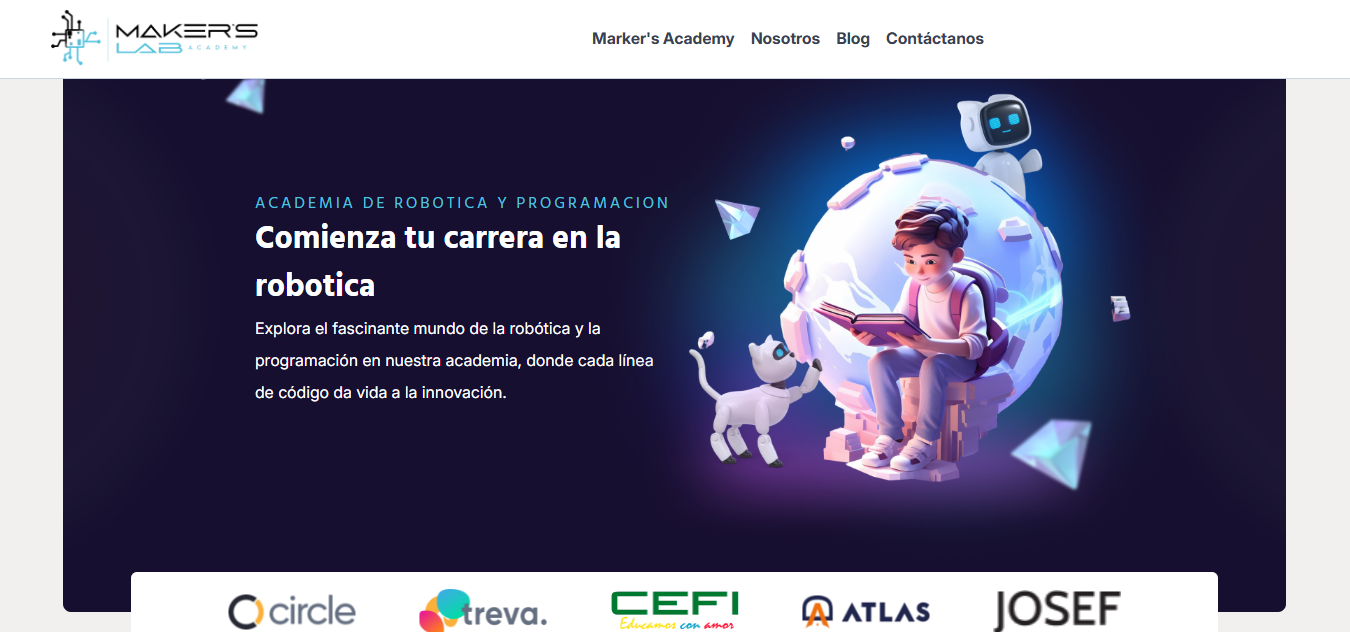 MAKER'S
LAB ACADEMY
Marker's Academy Nosotros Blog Contáctanos
ACADEMIA DE ROBOTICA Y PROGRAMACION
Comienza tu carrera en la
robotica
Explora el fascinante mundo de la robótica y la
programación en nuestra academia, donde cada línea
de código da vida a la innovación.
circle treva. CEFI ATLAS JOSEF
Educamos con amor